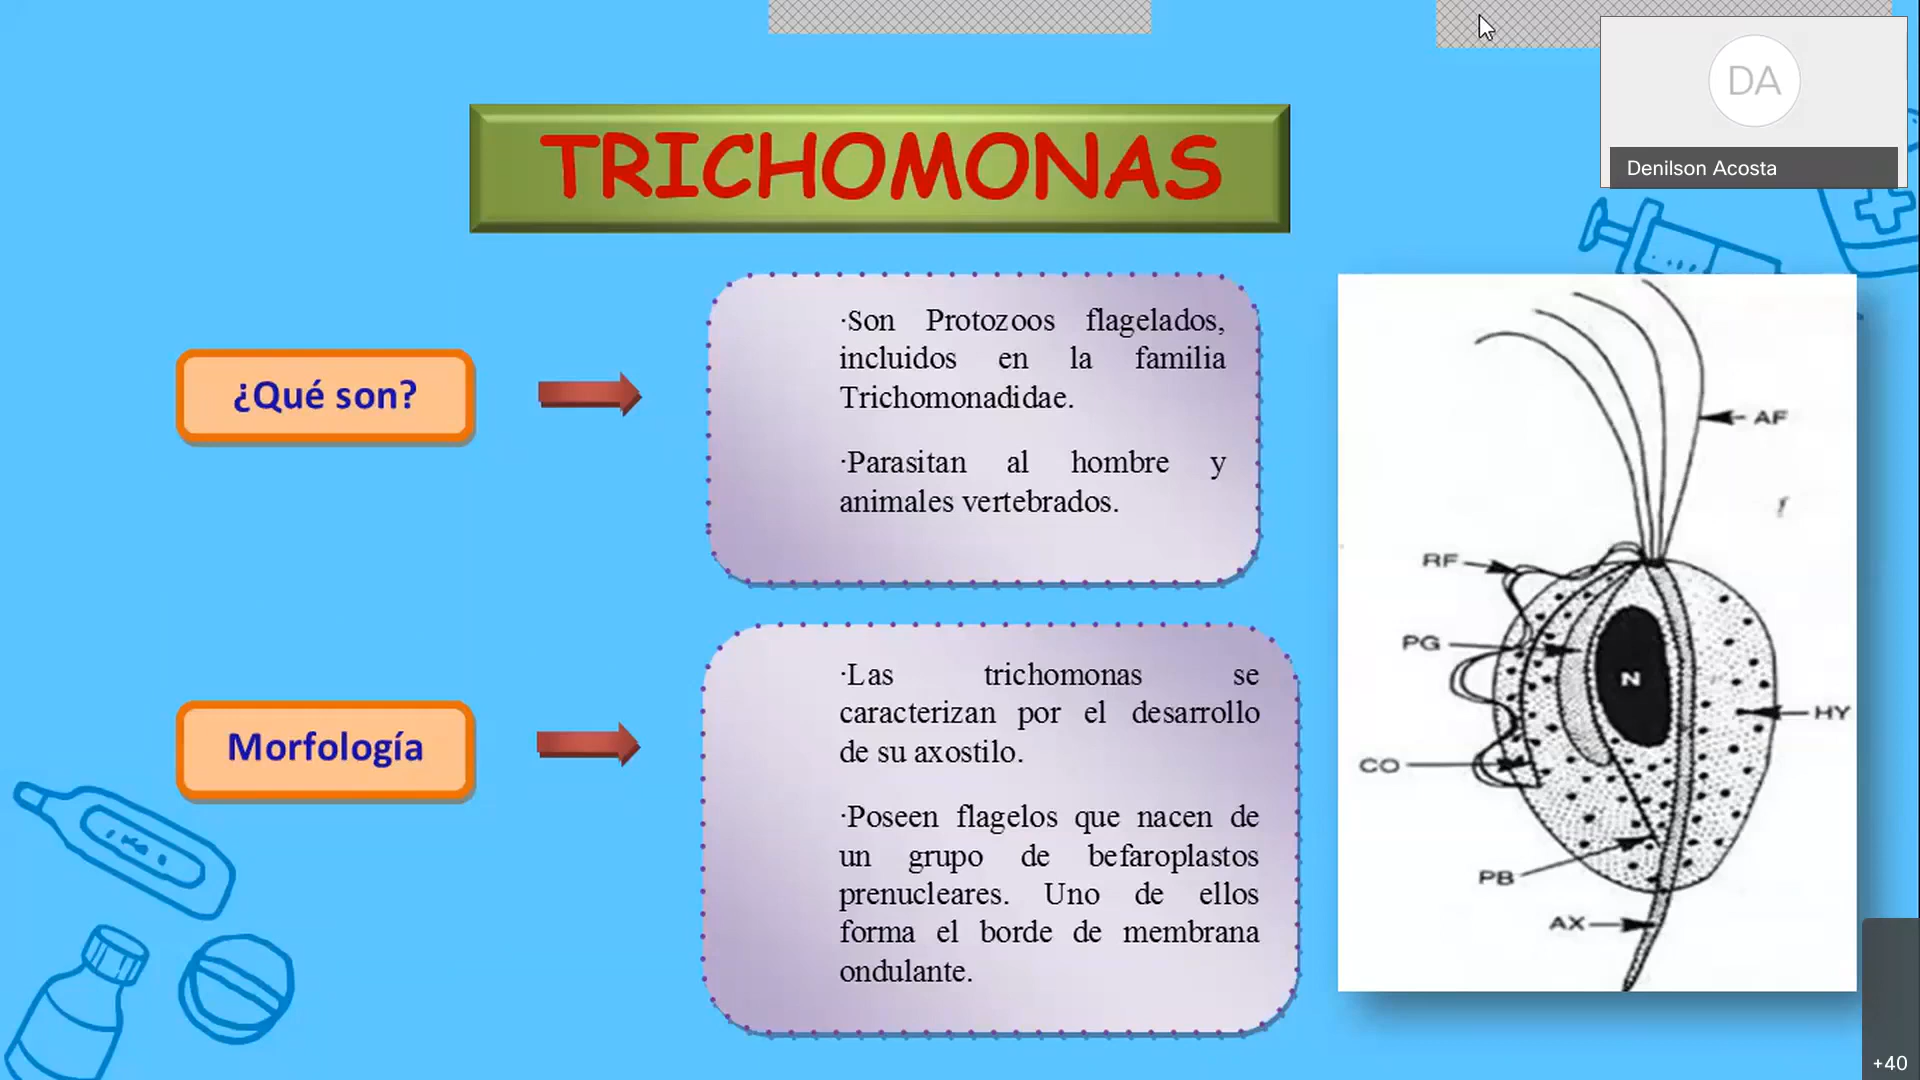 DA
Denilson Acosta
TRICHOMONAS
¿Qué son?
·Son Protozoos flagelados,
incluidos en la familia
Trichomonadidae.
·Parasitan al hombre y
animales vertebrados.
Morfología
·Las trichomonas se
caracterizan por el desarrollo
de su axostilo.
·Poseen flagelos que nacen de
un grupo de befaroplastos
prenucleares. Uno de ellos
forma el borde de membrana
ondulante.
AF
RF
PG
N
HY
CO
PB
AX
+40